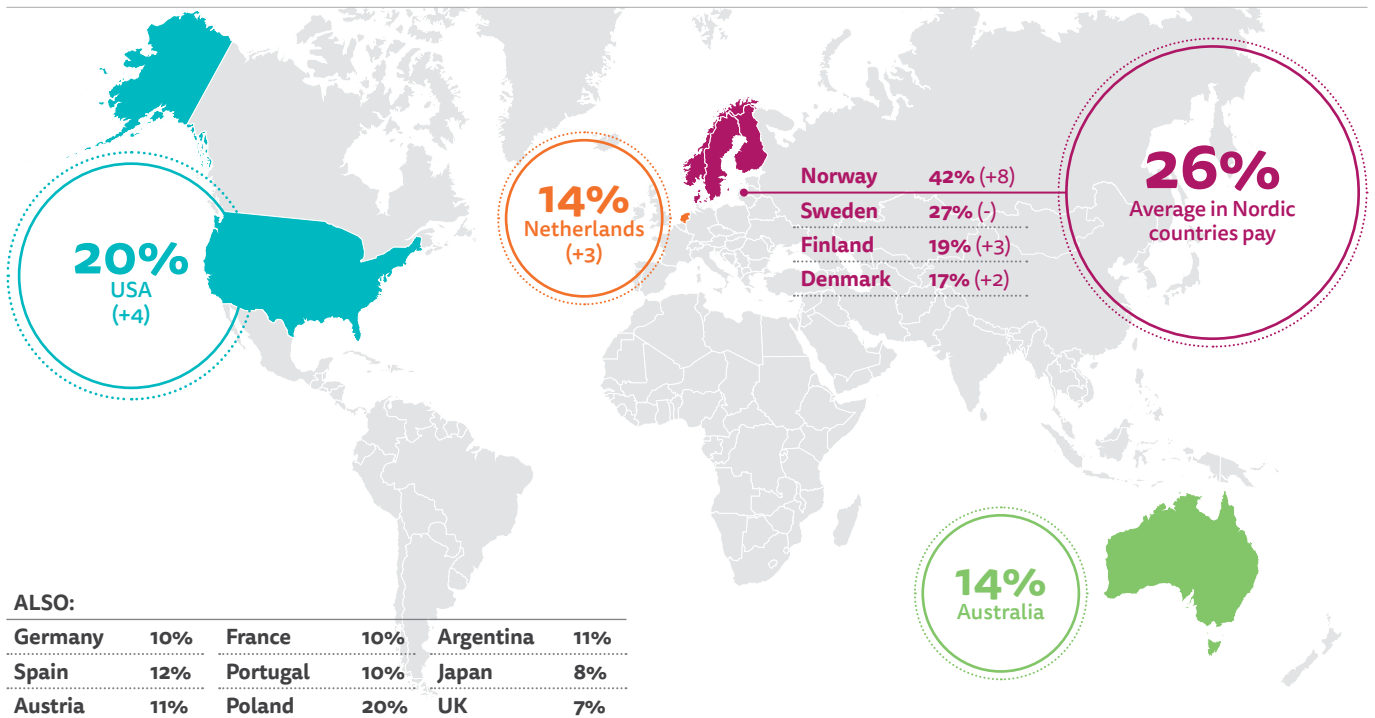 20%
USA
(+4)
14%
Netherlands
(+3)
Norway 42% (+8)
Sweden 27% (-)
Finland 19% (+3)
Denmark 17% (+2)
26%
Average in Nordic
countries pay
14%
Australia
ALSO:
Germany 10% France 10% Argentina 11%
Spain 12% Portugal 10% Japan 8%
Austria 11% Poland 20% UK 7%